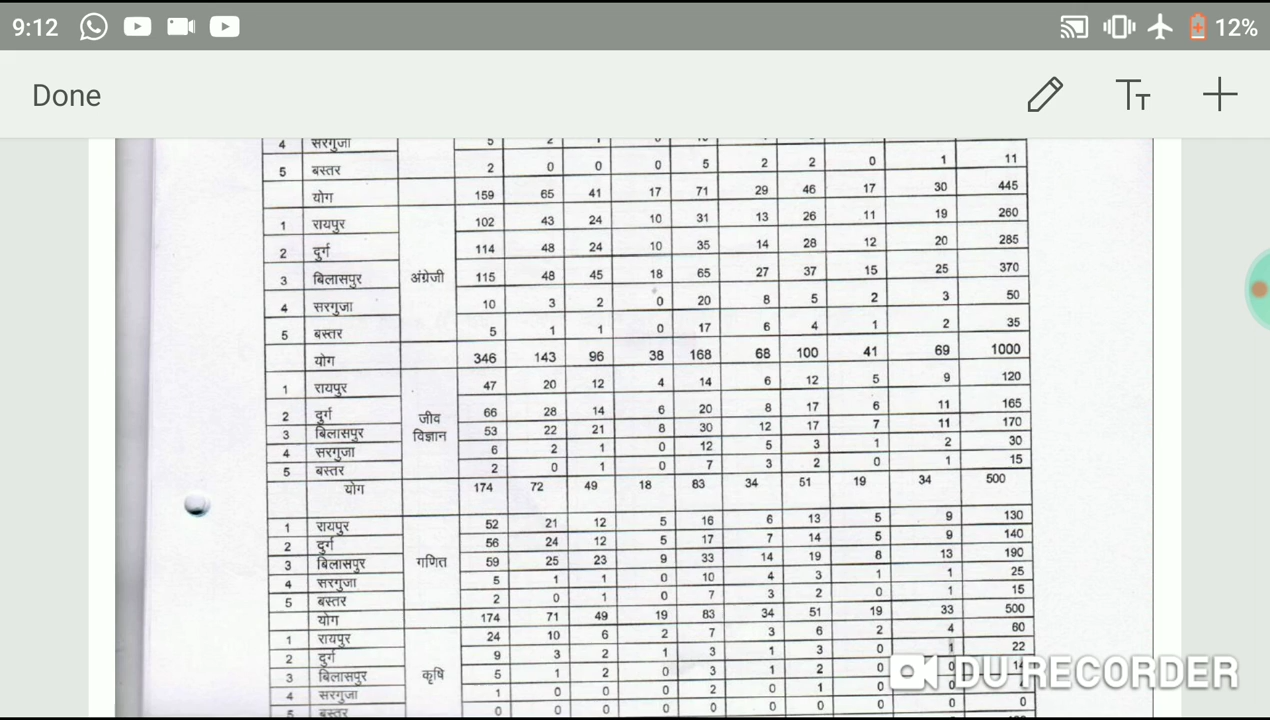 9:12 12%
Done
4 सरगुजा 5 2 1
5 बस्तर 2 0 0 0 5 2 2 0 1 11
योग 159 65 41 17 71 29 46 17 30 445
1 रायपुर 102 43 24 10 31 13 26 11 19 260
2 दुर्ग 114 48 24 10 35 14 28 12 20 285
3 बिलासपुर अंग्रेजी 115 48 45 18 65 27 37 15 25 370
4 सरगुजा 10 3 2 0 20 8 5 2 3 50
5 बस्तर 5 1 1 0 17 6 4 1 2 35
योग 346 143 96 38 168 68 100 41 69 1000
1 रायपुर 47 20 12 4 14 6 12 5 9 120
2 दुर्ग जीव 66 28 14 6 20 8 17 6 11 165
3 बिलासपुर विज्ञान 53 22 21 8 30 12 17 7 11 170
4 सरगुजा 6 2 1 0 12 5 3 1 2 30
5 बस्तर 2 0 1 0 7 3 2 0 1 15
योग 174 72 49 18 83 34 51 19 34 500
1 रायपुर 52 21 12 5 16 6 13 5 9 130
2 दुर्ग 56 24 12 5 17 7 14 5 9 140
3 बिलासपुर गणित 59 25 23 9 33 14 19 8 13 190
4 सरगुजा 5 1 1 0 10 4 3 1 1 25
5 बस्तर 2 0 1 0 7 3 2 0 1 15
योग 174 71 49 19 83 34 51 19 33 500
1 रायपुर 24 10 6 2 7 3 6 2 4 60
2 दुर्ग 9 3 2 1 3 1 3 0 1 22
3 बिलासपुर कृषि 5 1 2 0 3 1 2 0 0 14
4 सरगुजा 1 0 0 0 2 0 1 0 0
5 बस्तर 0 0 0 0 0 0 0 0 0 0
DU RECORDER